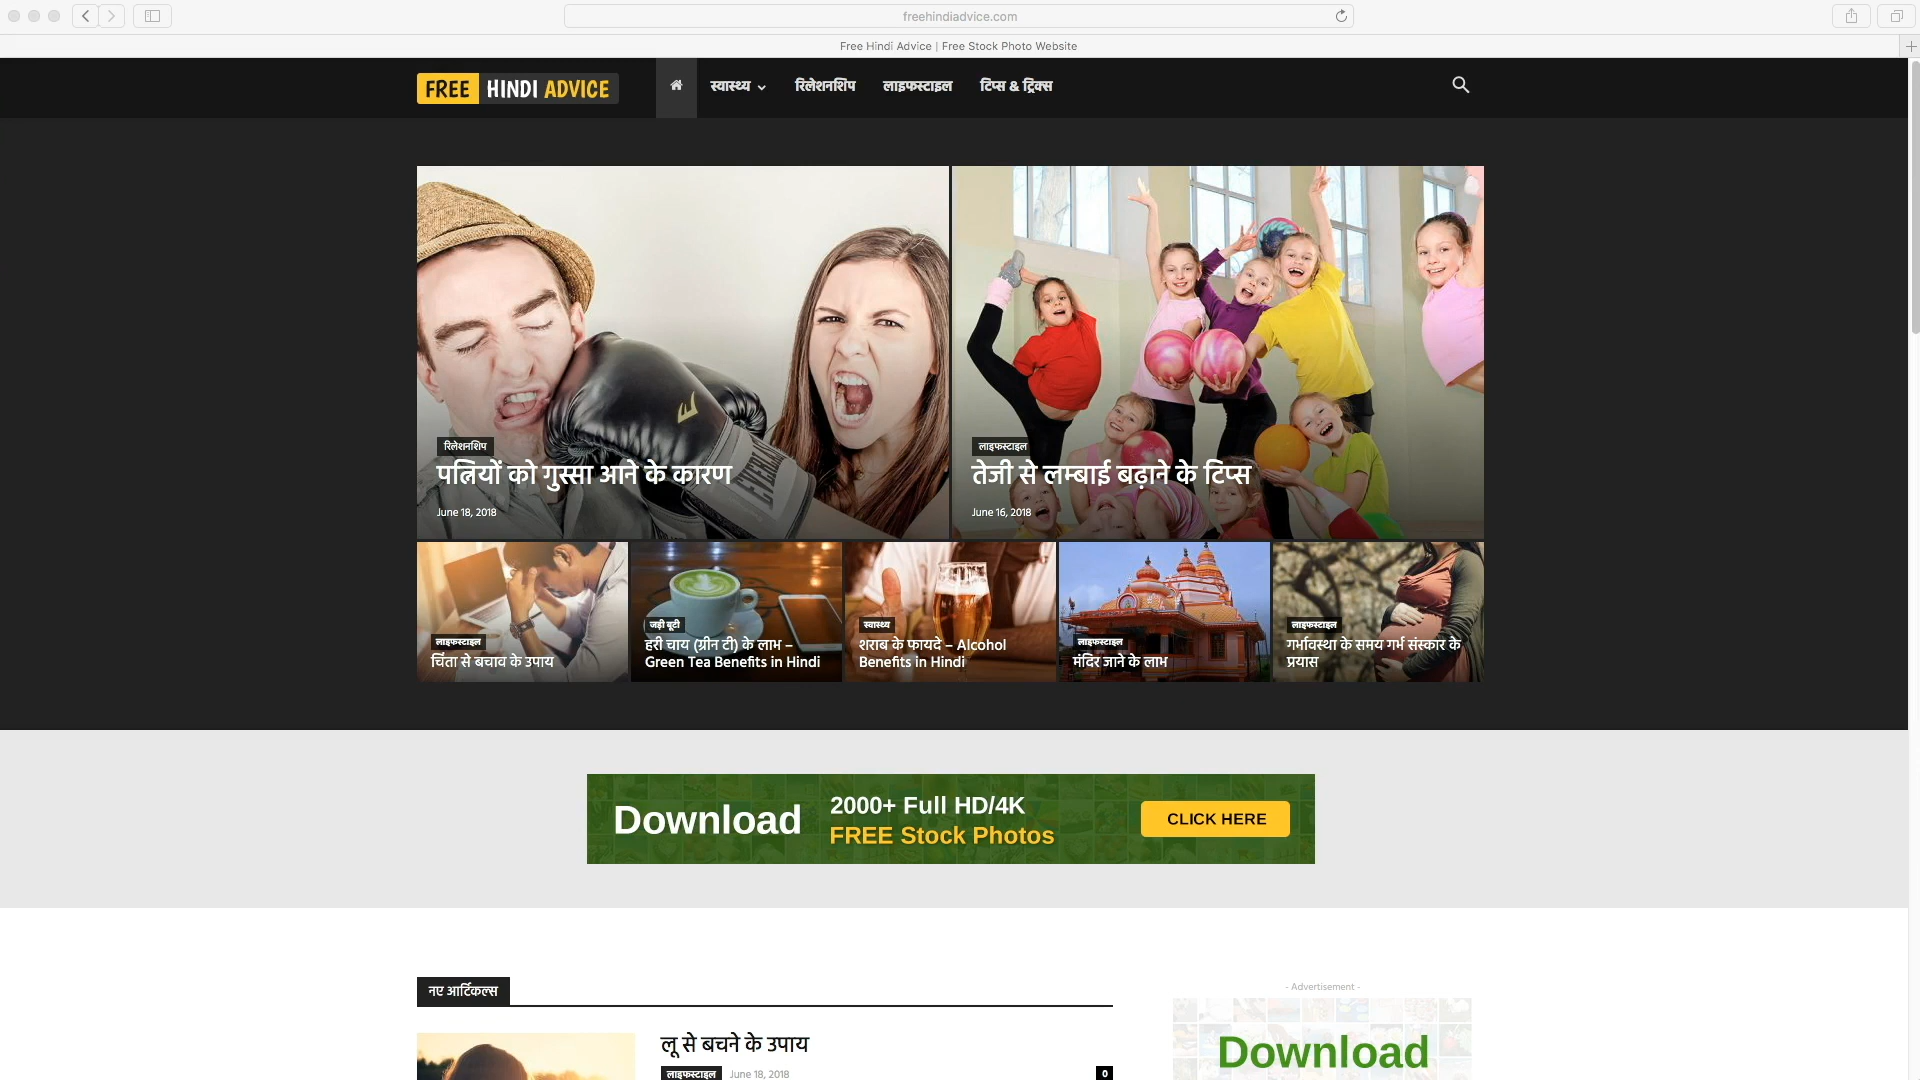 freehindiadvice.com
Free Hindi Advice | Free Stock Photo Website
FREE HINDI ADVICE
स्वास्थ्य
रिलेशनशिप
लाइफस्टाइल
टिप्स & ट्रिक्स
रिलेशनशिप
पत्नियों को गुस्सा आने के कारण
June 18, 2018
EVERLAST
लाइफस्टाइल
तेजी से लम्बाई बढ़ाने के टिप्स
June 16, 2018
लाइफस्टाइल
चिंता से बचाव के उपाय
जड़ी बूटी
हरी चाय (ग्रीन टी) के लाभ –
Green Tea Benefits in Hindi
स्वास्थ्य
शराब के फायदे – Alcohol
Benefits in Hindi
लाइफस्टाइल
मंदिर जाने के लाभ
लाइफस्टाइल
गर्भावस्था के समय गर्भ संस्कार के
प्रयास
Download
2000+ Full HD/4K
FREE Stock Photos
CLICK HERE
नए आर्टिकल्स
लू से बचने के उपाय
लाइफस्टाइल
June 18, 2018
0
- Advertisement -
Download